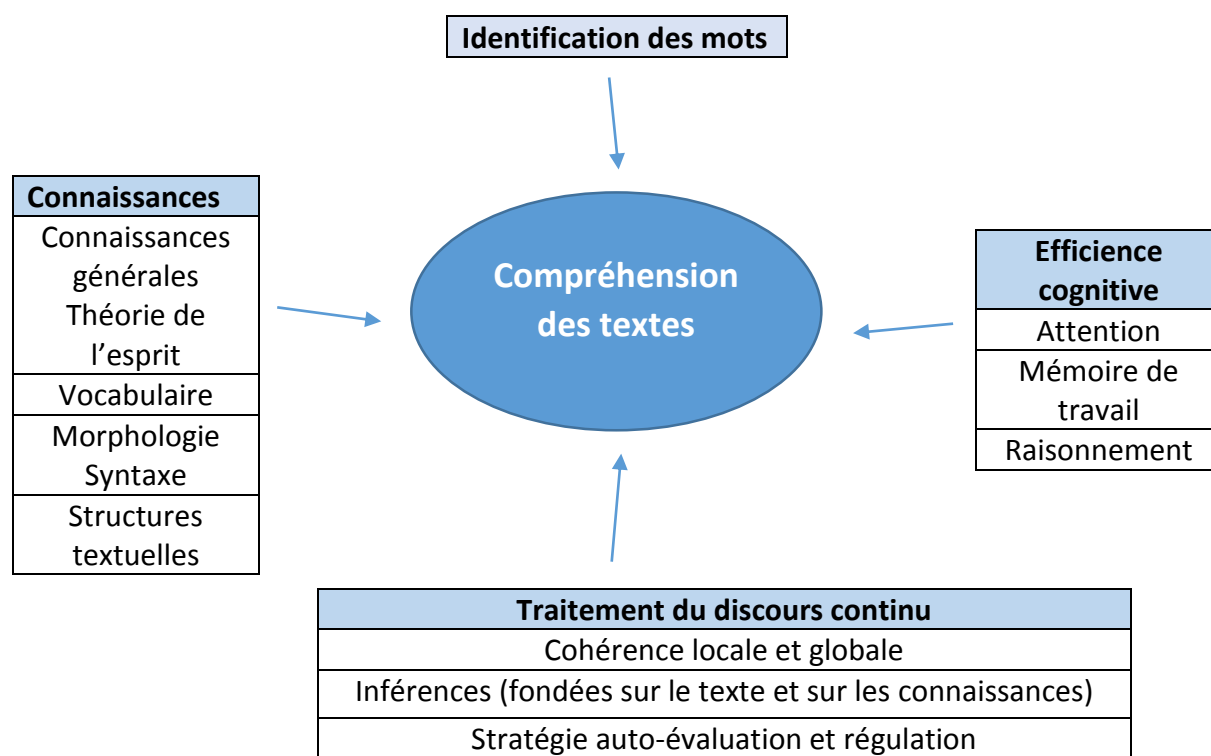 Identification des mots
Connaissances
Connaissances
générales
Théorie de
l’esprit
Vocabulaire
Morphologie
Syntaxe
Structures
textuelles
Compréhension
des textes
Efficience
cognitive
Attention
Mémoire de
travail
Raisonnement
Traitement du discours continu
Cohérence locale et globale
Inférences (fondées sur le texte et sur les connaissances)
Stratégie auto-évaluation et régulation